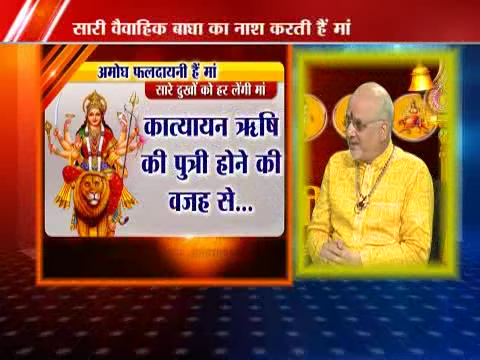 सारी वैवाहिक बाधा का नाश करती हैं मां
अमोघ फलदायनी हैं मां
सारे दुखों को हर लेंगी मां
कात्यायन ऋषि
की पुत्री होने की
वजह से...